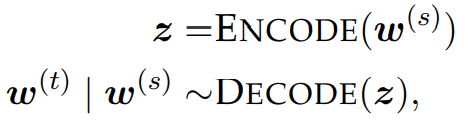 z =ENCODE(w^(s))
w^(t) | w^(s) ∼DECODE(z),